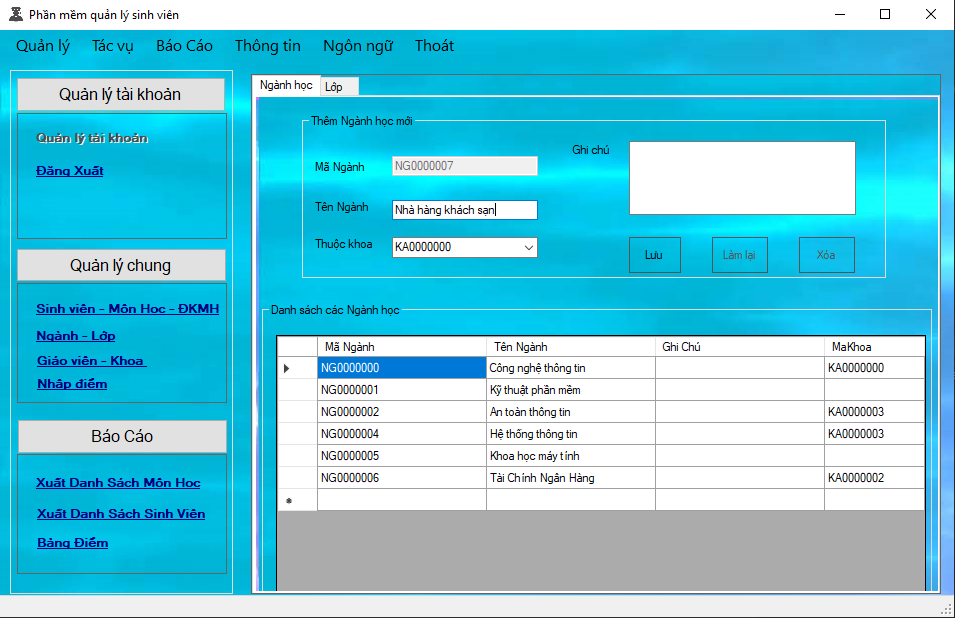 Phần mềm quản lý sinh viên
Quản lý Tác vụ Báo Cáo Thông tin Ngôn ngữ Thoát
Quản lý tài khoản
Quản lý tài khoản
Đăng Xuất
Quản lý chung
Sinh viên - Môn Học - ĐKMH
Ngành - Lớp
Giáo viên - Khoa
Nhập điểm
Báo Cáo
Xuất Danh Sách Môn Học
Xuất Danh Sách Sinh Viên
Bảng Điểm
Ngành học Lớp
Thêm Ngành học mới
Mã Ngành NG0000007
Tên Ngành Nhà hàng khách sạn
Thuộc khoa KA0000000
Ghi chú
Lưu Làm lại Xóa
Danh sách các Ngành học
Mã Ngành Tên Ngành Ghi Chú MaKhoa
NG0000000 Công nghệ thông tin KA0000000
NG0000001 Kỹ thuật phần mềm
NG0000002 An toàn thông tin KA0000003
NG0000004 Hệ thống thông tin KA0000003
NG0000005 Khoa học máy tính
NG0000006 Tài Chính Ngân Hàng KA0000002